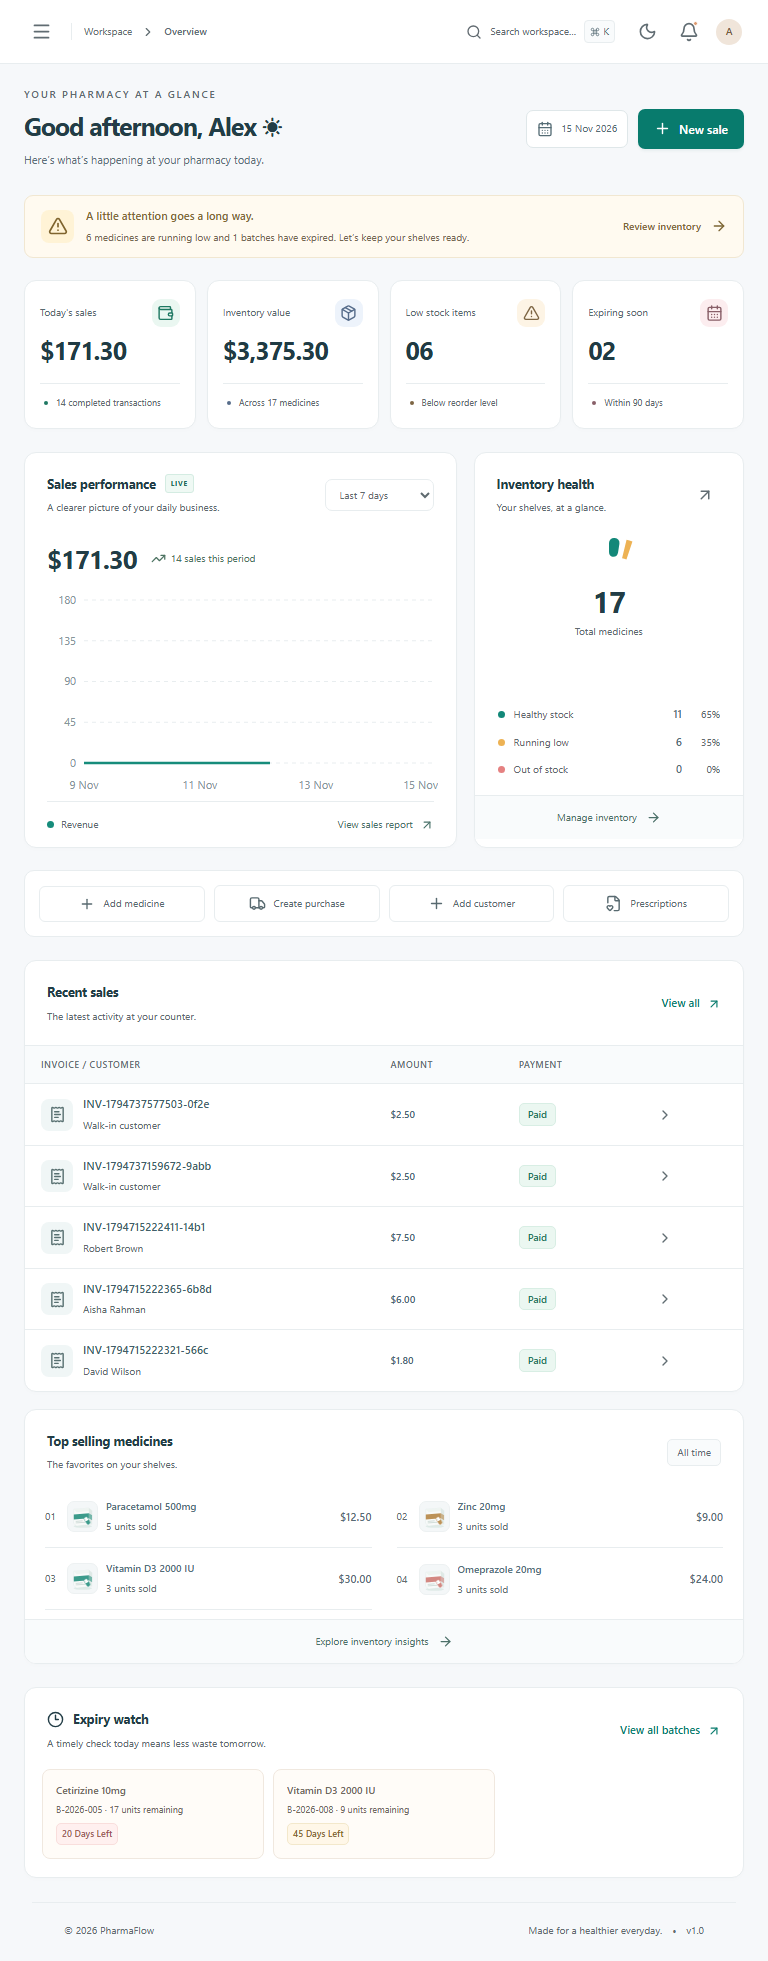 Workspace > Overview
Search workspace... ⌘ K
A
YOUR PHARMACY AT A GLANCE
Good afternoon, Alex
15 Nov 2026
New sale
Here's what's happening at your pharmacy today.
A little attention goes a long way.
6 medicines are running low and 1 batches have expired. Let's keep your shelves ready.
Review inventory
Today's sales
$171.30
14 completed transactions
Inventory value
$3,375.30
Across 17 medicines
Low stock items
06
Below reorder level
Expiring soon
02
Within 90 days
Sales performance LIVE
A clearer picture of your daily business.
Last 7 days
$171.30 14 sales this period
180
135
90
45
0
9 Nov 11 Nov 13 Nov 15 Nov
Revenue
View sales report
Inventory health
Your shelves, at a glance.
17
Total medicines
Healthy stock 11 65%
Running low 6 35%
Out of stock 0 0%
Manage inventory
Add medicine
Create purchase
Add customer
Prescriptions
Recent sales
The latest activity at your counter.
View all
INVOICE / CUSTOMER AMOUNT PAYMENT
INV-1794737577503-0f2e
Walk-in customer
$2.50 Paid
INV-1794737159672-9abb
Walk-in customer
$2.50 Paid
INV-1794715222411-14b1
Robert Brown
$7.50 Paid
INV-1794715222365-6b8d
Aisha Rahman
$6.00 Paid
INV-1794715222321-566c
David Wilson
$1.80 Paid
Top selling medicines
The favorites on your shelves.
All time
01 Paracetamol 500mg
5 units sold
$12.50
02 Zinc 20mg
3 units sold
$9.00
03 Vitamin D3 2000 IU
3 units sold
$30.00
04 Omeprazole 20mg
3 units sold
$24.00
Explore inventory insights
Expiry watch
A timely check today means less waste tomorrow.
View all batches
Cetirizine 10mg
B-2026-005 · 17 units remaining
20 Days Left
Vitamin D3 2000 IU
B-2026-008 · 9 units remaining
45 Days Left
© 2026 PharmaFlow
Made for a healthier everyday. • v1.0